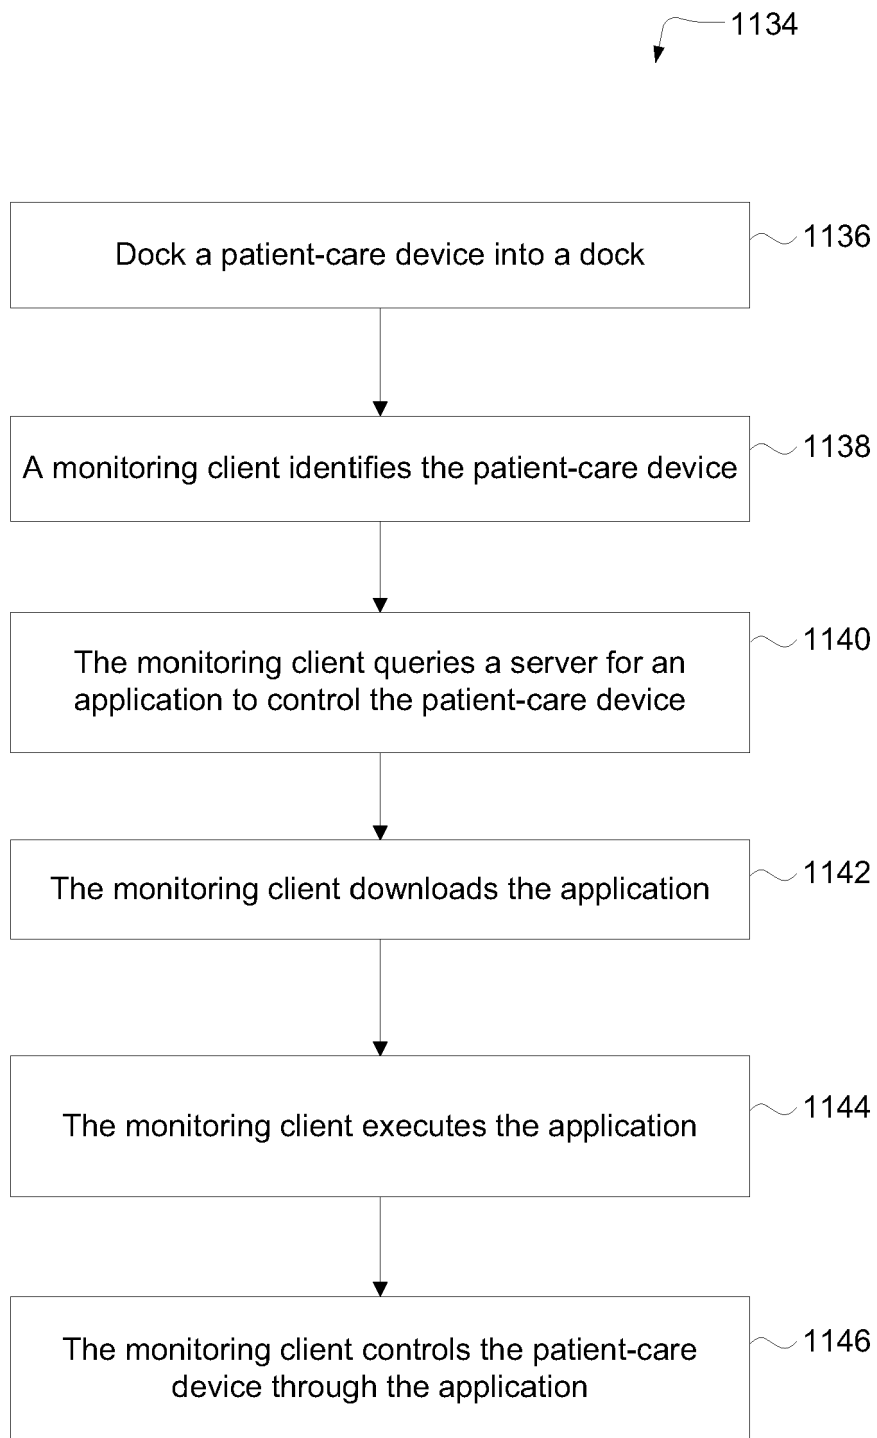 1134
Dock a patient-care device into a dock
1136
A monitoring client identifies the patient-care device
1138
The monitoring client queries a server for an
application to control the patient-care device
1140
The monitoring client downloads the application
1142
The monitoring client executes the application
1144
The monitoring client controls the patient-care
device through the application
1146